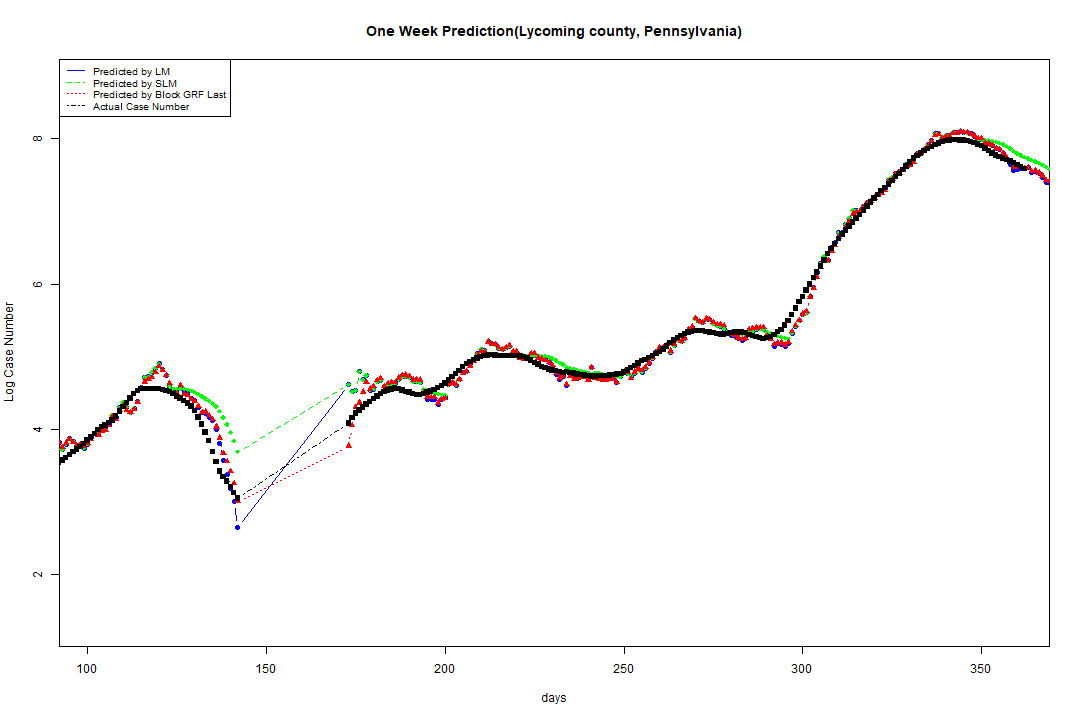 One Week Prediction(Lycoming county, Pennsylvania)
Predicted by LM
Predicted by SLM
Predicted by Block GRF Last
Actual Case Number
8
6
4
2
Log Case Number
100 150 200 250 300 350
days